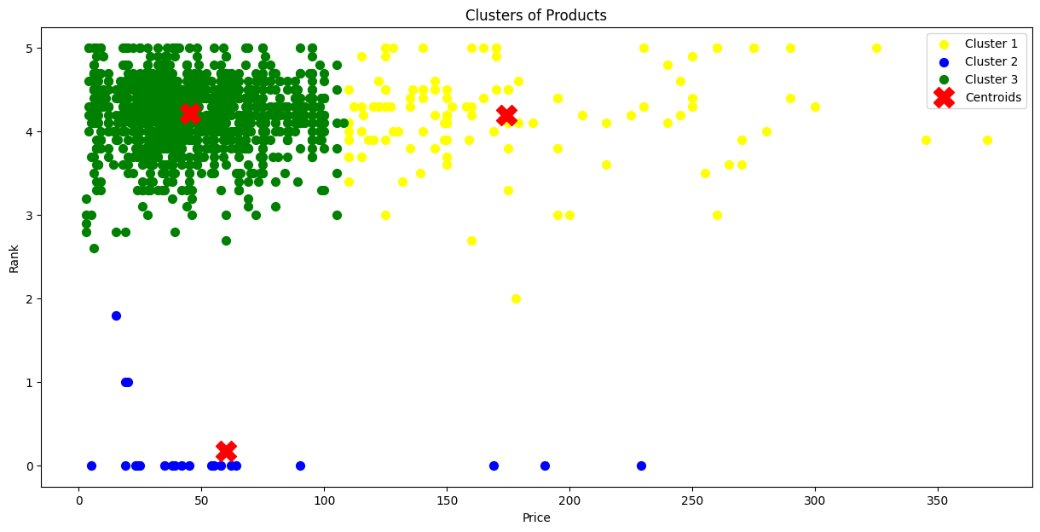 Clusters of Products
Rank
5
4
3
2
1
0
Cluster 1
Cluster 2
Cluster 3
Centroids
0 50 100 150 200 250 300 350
Price